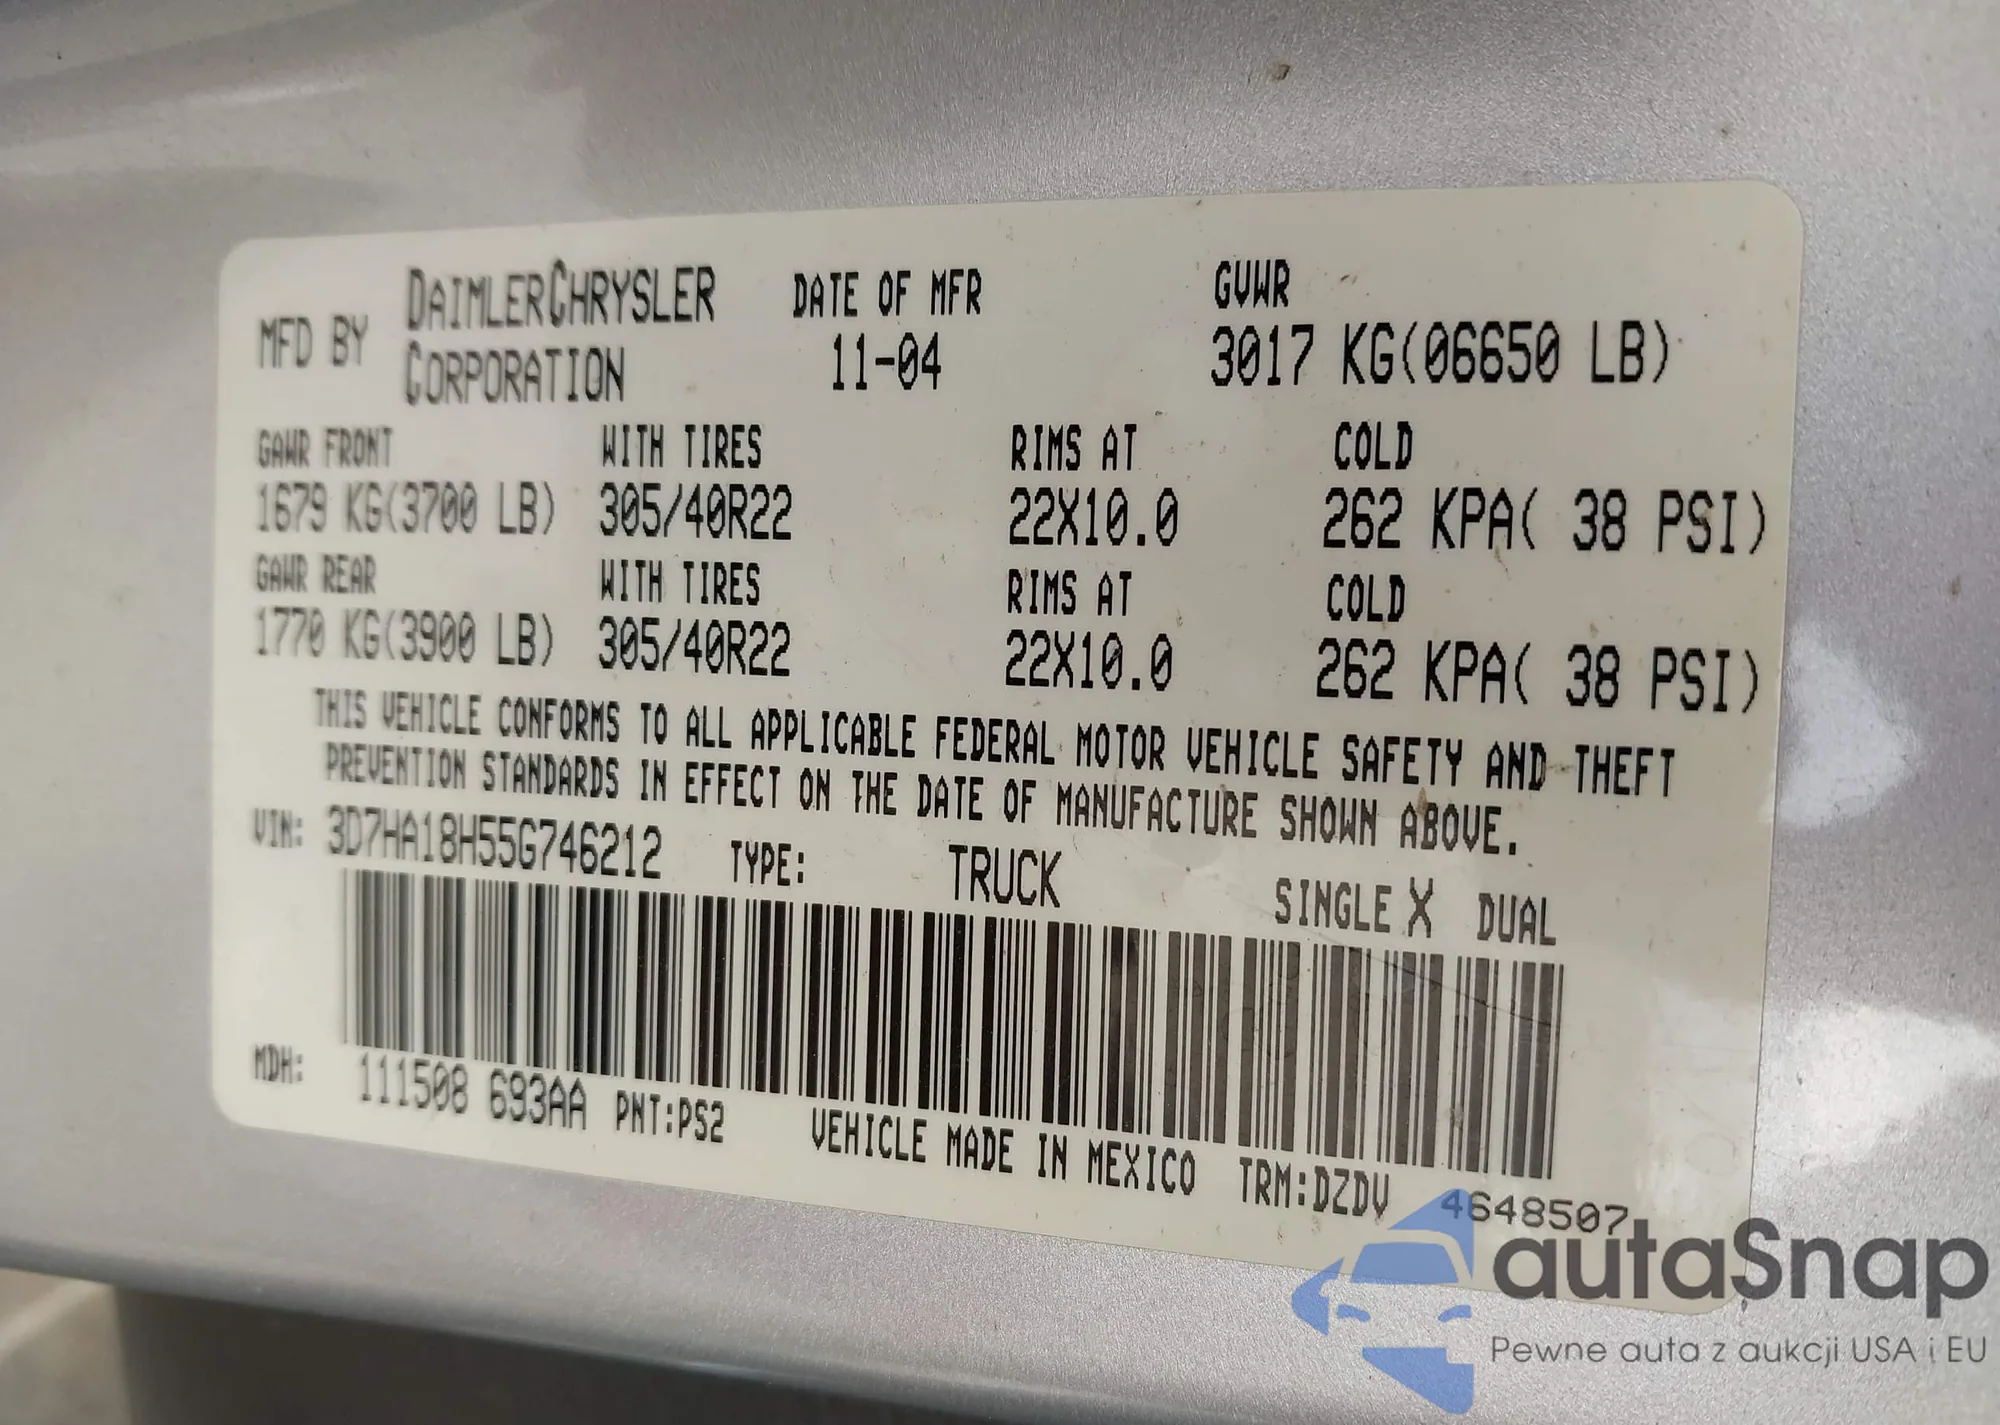 MFD BY DAIMLERCHRYSLER CORPORATION DATE OF MFR 11-04 GVWR 3017 KG(06650 LB)
GAWR FRONT WITH TIRES RIMS AT COLD
1679 KG(3700 LB) 305/40R22 22X10.0 262 KPA( 38 PSI)
GAWR REAR WITH TIRES RIMS AT COLD
1770 KG(3900 LB) 305/40R22 22X10.0 262 KPA( 38 PSI)
THIS VEHICLE CONFORMS TO ALL APPLICABLE FEDERAL MOTOR VEHICLE SAFETY AND THEFT
PREVENTION STANDARDS IN EFFECT ON THE DATE OF MANUFACTURE SHOWN ABOVE.
VIN: 3D7HA18H55G746212 TYPE: TRUCK SINGLE X DUAL
MDH: 111508 693AA PNT:PS2 VEHICLE MADE IN MEXICO TRM:DZDV 4648507
autaSnap
Pewne auta z aukcji USA i EU